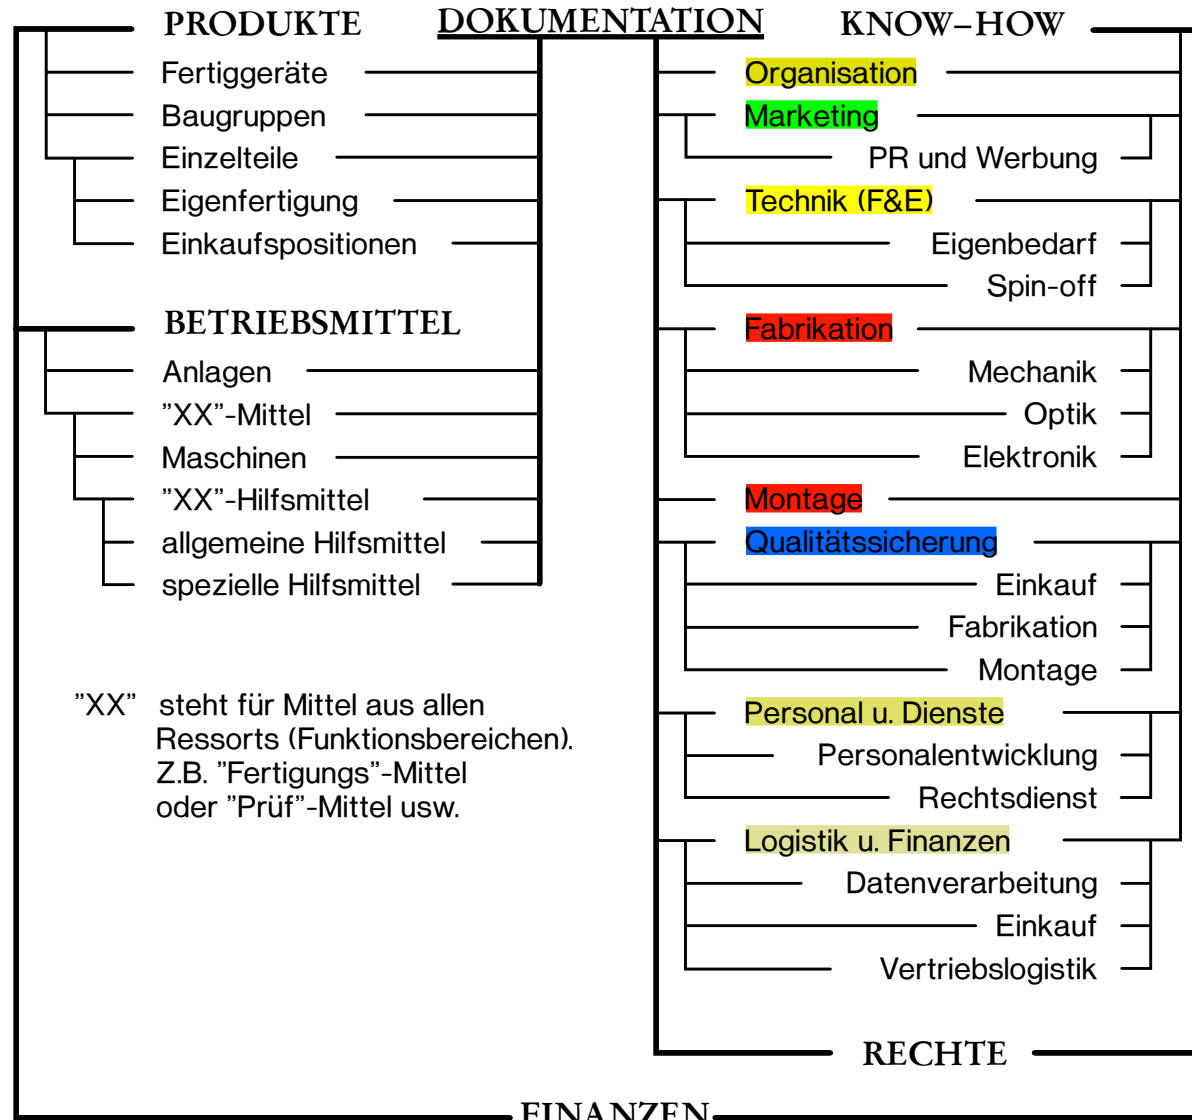 PRODUKTE
DOKUMENTATION
KNOW–HOW
Fertiggeräte
Baugruppen
Einzelteile
Eigenfertigung
Einkaufspositionen
BETRIEBSMITTEL
Anlagen
”XX”-Mittel
Maschinen
”XX”-Hilfsmittel
allgemeine Hilfsmittel
spezielle Hilfsmittel
”XX” steht für Mittel aus allen
Ressorts (Funktionsbereichen).
Z.B. ”Fertigungs”-Mittel
oder ”Prüf”-Mittel usw.
Organisation
Marketing
PR und Werbung
Technik (F&E)
Eigenbedarf
Spin-off
Fabrikation
Mechanik
Optik
Elektronik
Montage
Qualitätssicherung
Einkauf
Fabrikation
Montage
Personal u. Dienste
Personalentwicklung
Rechtsdienst
Logistik u. Finanzen
Datenverarbeitung
Einkauf
Vertriebslogistik
RECHTE
FINANZEN